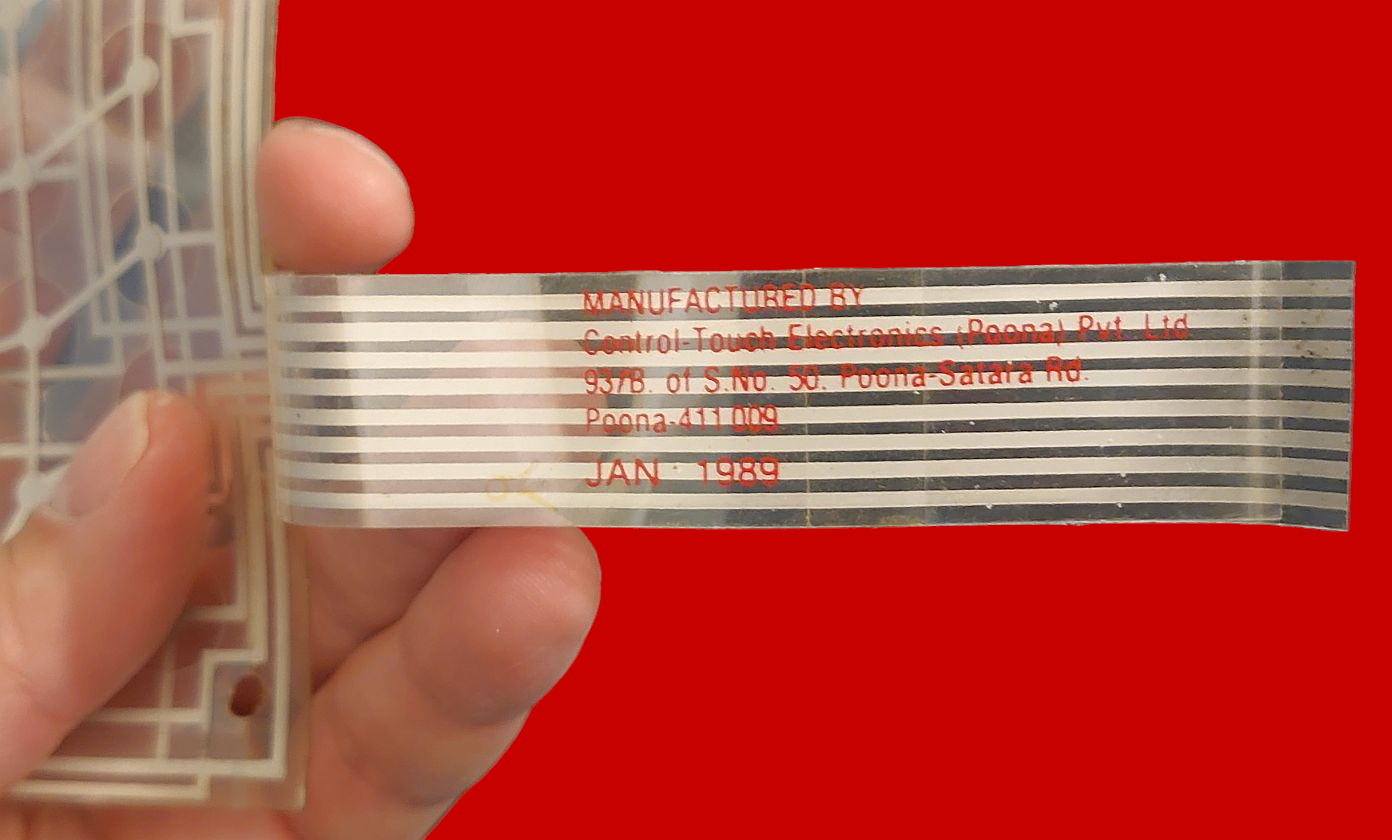 MANUFACTURED BY
Control-Touch Electronics (Poona) Pvt. Ltd.
93/B. of S.No. 50. Poona-Satara Rd.
Poona-411 009
JAN 1989